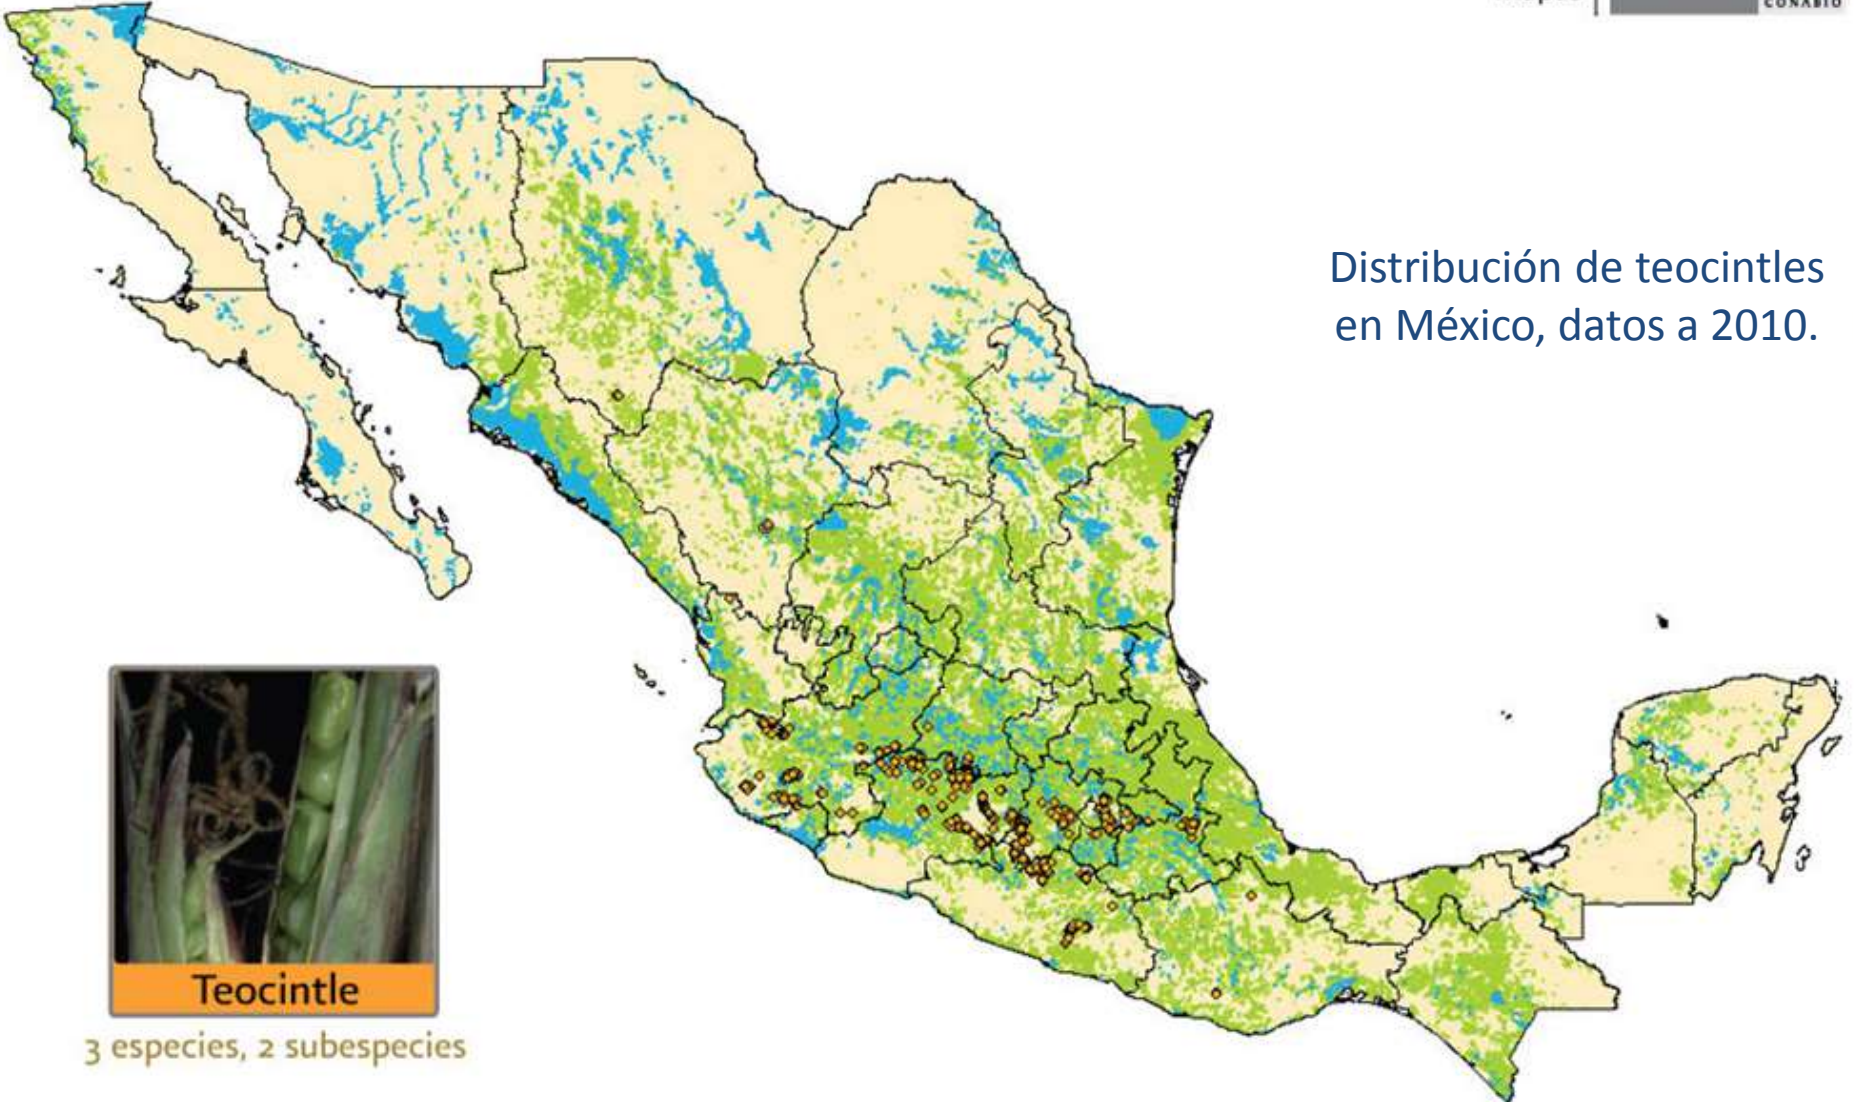 CONABIO
Distribución de teocintles
en México, datos a 2010.
Teocintle
3 especies, 2 subespecies